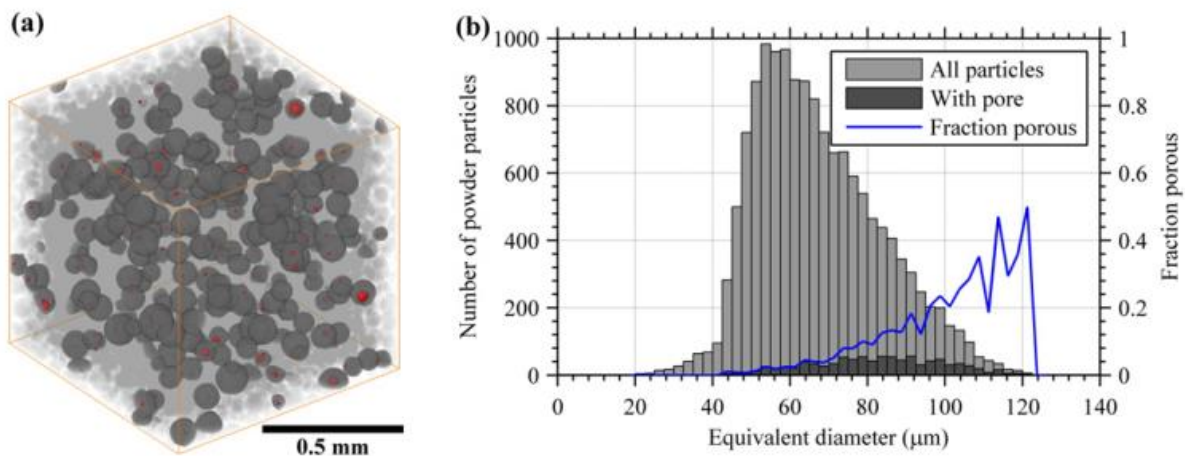 (a)
0.5 mm
(b)
1000
800
600
400
200
0
Number of powder particles
0
20
40
60
80
100
120
140
Equivalent diameter (μm)
1
0.8
0.6
0.4
0.2
0
Fraction porous
All particles
With pore
Fraction porous